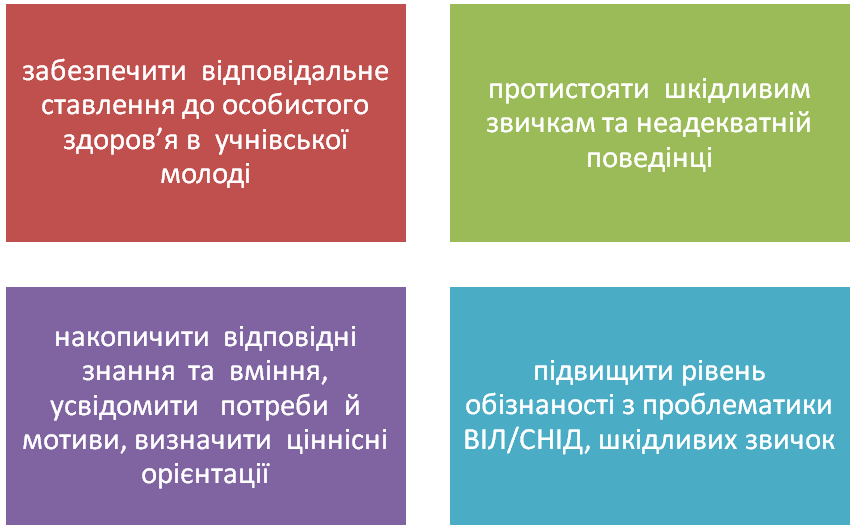 забезпечити відповідальне
ставлення до особистого
здоров’я в учнівської
молоді
протистояти шкідливим
звичкам та неадекватній
поведінці
накопичити відповідні
знання та вміння,
усвідомити потреби й
мотиви, визначити ціннісні
орієнтації
підвищити рівень
обізнаності з проблематики
ВІЛ/СНІД, шкідливих звичок